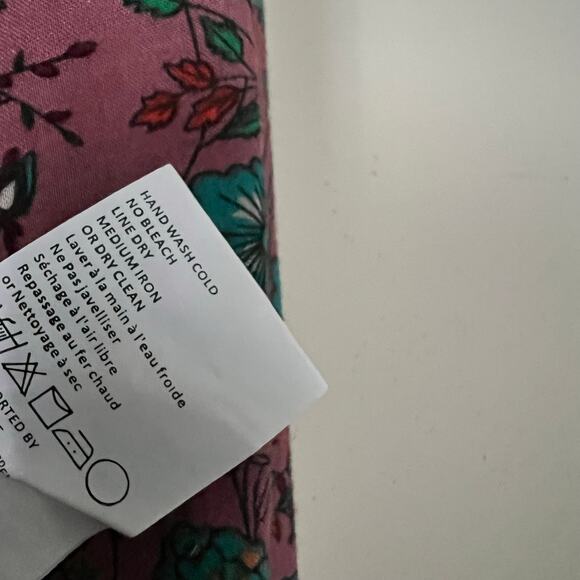 HAND WASH COLD
NO BLEACH
LINE DRY
MEDIUM IRON
OR DRY CLEAN
Laver à la main à l'eau froide
Ne Pas javelliser
Séchage à l'air libre
Repassage au fer chaud
or Nettoyage à sec
ORTED BY